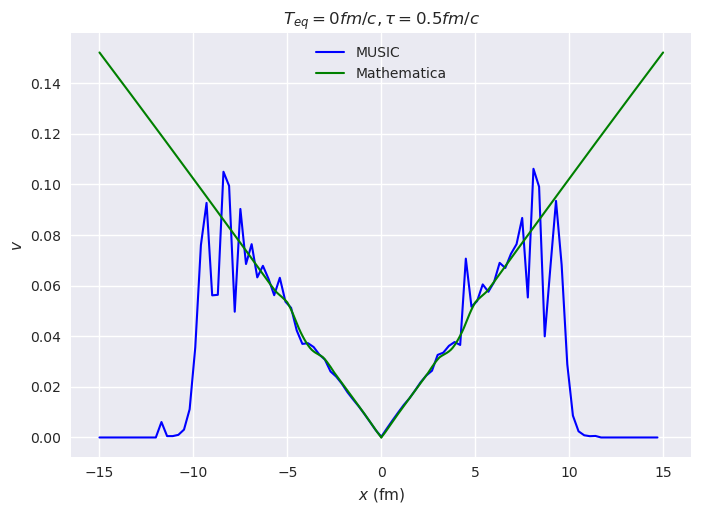 T_eq = 0fm/c, τ = 0.5fm/c
MUSIC
Mathematica
0.14
0.12
0.10
0.08
0.06
0.04
0.02
0.00
v
−15 −10 −5 0 5 10 15
x (fm)